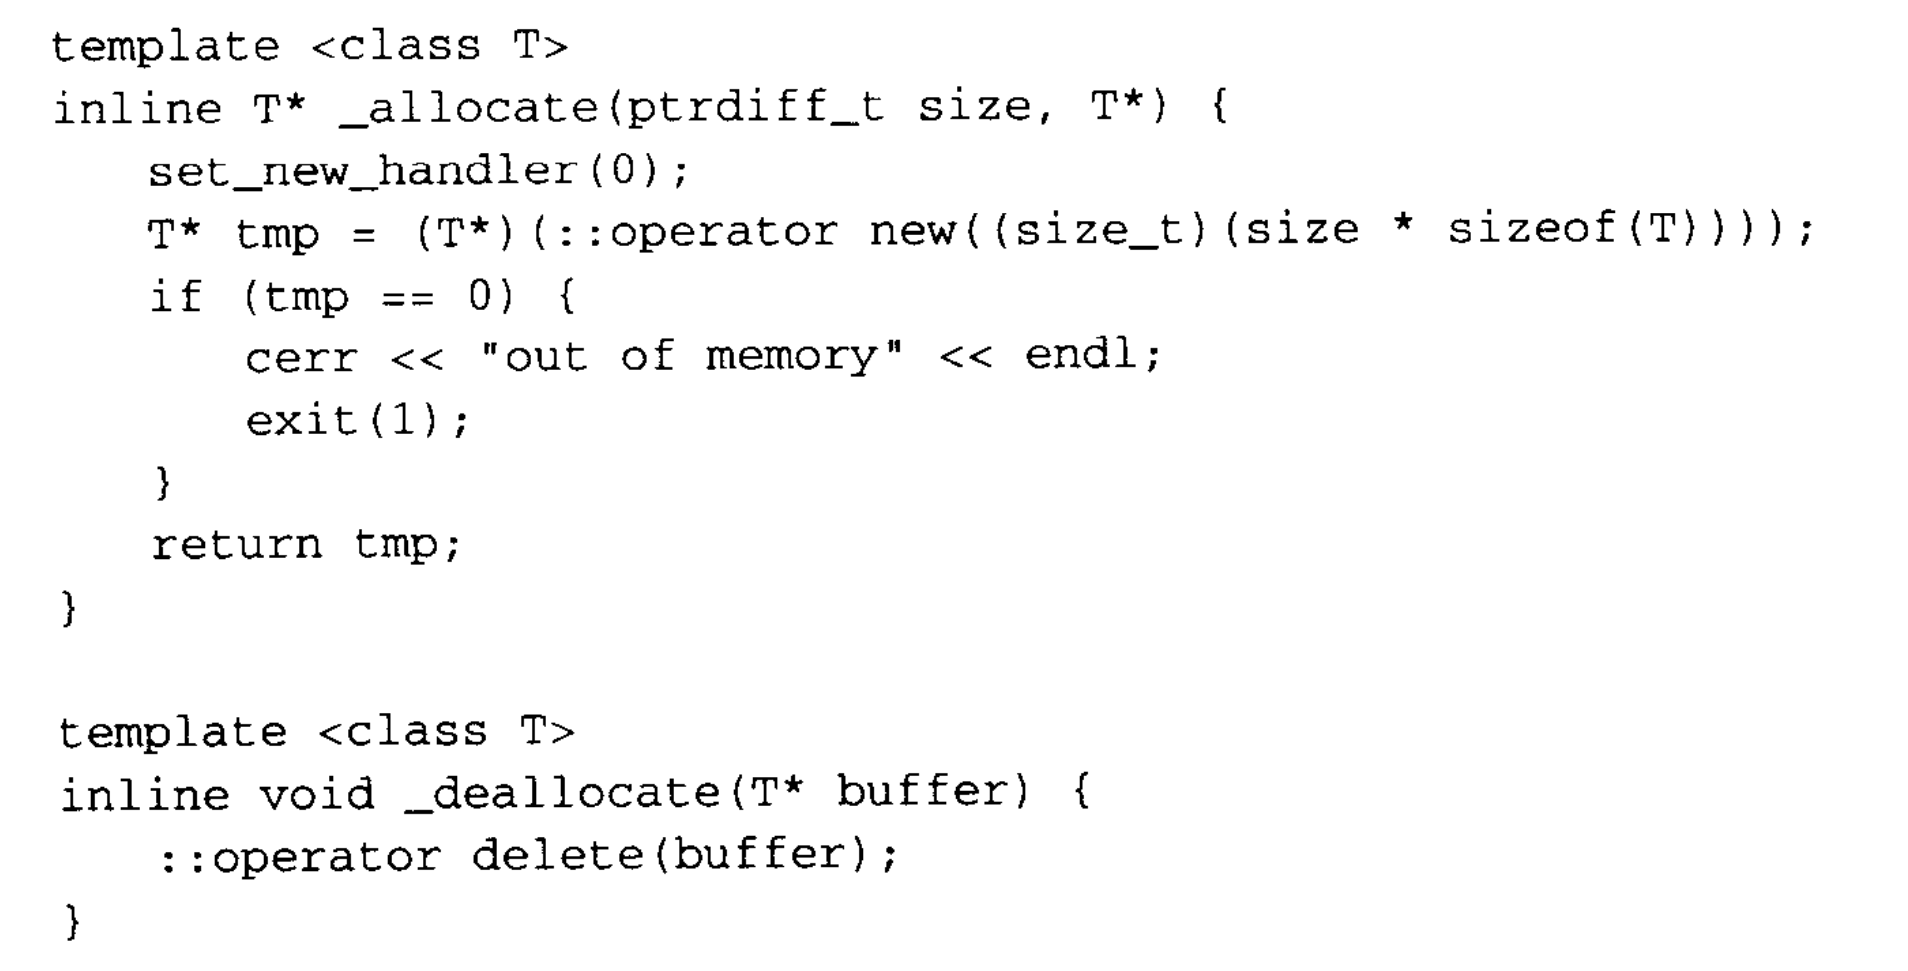 template <class T>
inline T* _allocate(ptrdiff_t size, T*) {
    set_new_handler(0);
    T* tmp = (T*)(::operator new((size_t)(size * sizeof(T))));
    if (tmp == 0) {
        cerr << "out of memory" << endl;
        exit(1);
    }
    return tmp;
}

template <class T>
inline void _deallocate(T* buffer) {
    ::operator delete(buffer);
}